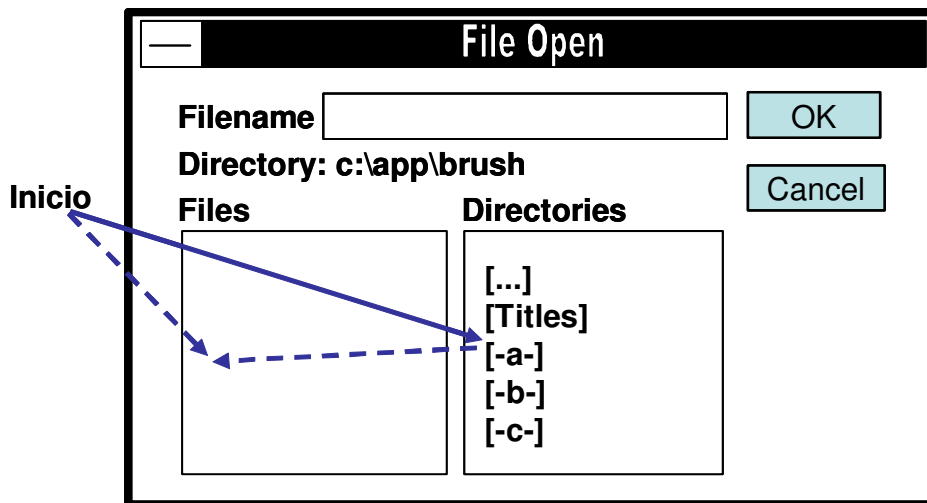 File Open
Filename
OK
Directory: c:\app\brush
Cancel
Inicio
Files
Directories
[...]
[Titles]
[-a-]
[-b-]
[-c-]